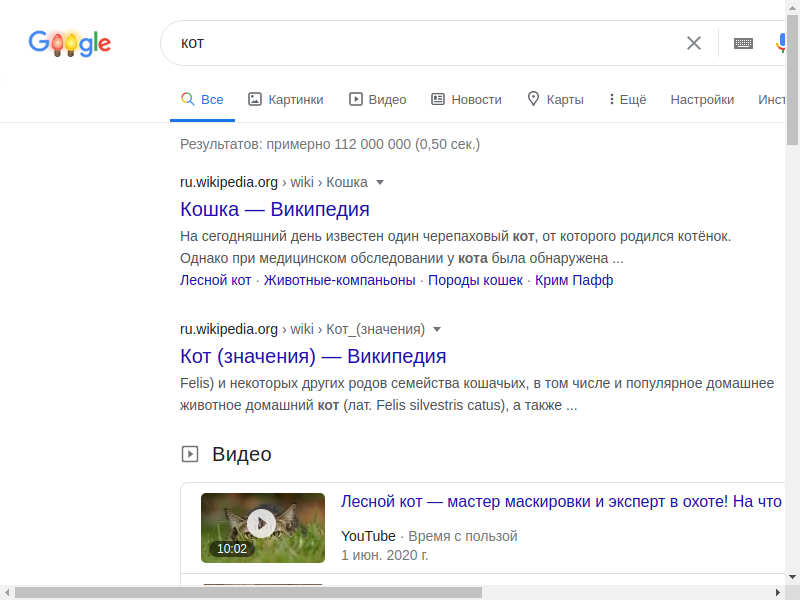 Google
кот
Все
Картинки
Видео
Новости
Карты
Ещё
Настройки
Результатов: примерно 112 000 000 (0,50 сек.)
ru.wikipedia.org › wiki › Кошка
Кошка — Википедия
На сегодняшний день известен один черепаховый кот, от которого родился котёнок.
Однако при медицинском обследовании у кота была обнаружена ...
Лесной кот · Животные-компаньоны · Породы кошек · Крим Пафф
ru.wikipedia.org › wiki › Кот_(значения)
Кот (значения) — Википедия
Felis) и некоторых других родов семейства кошачьих, в том числе и популярное домашнее
животное домашний кот (лат. Felis silvestris catus), а также ...
Видео
Лесной кот — мастер маскировки и эксперт в охоте! На что
10:02
YouTube · Время с пользой
1 июн. 2020 г.